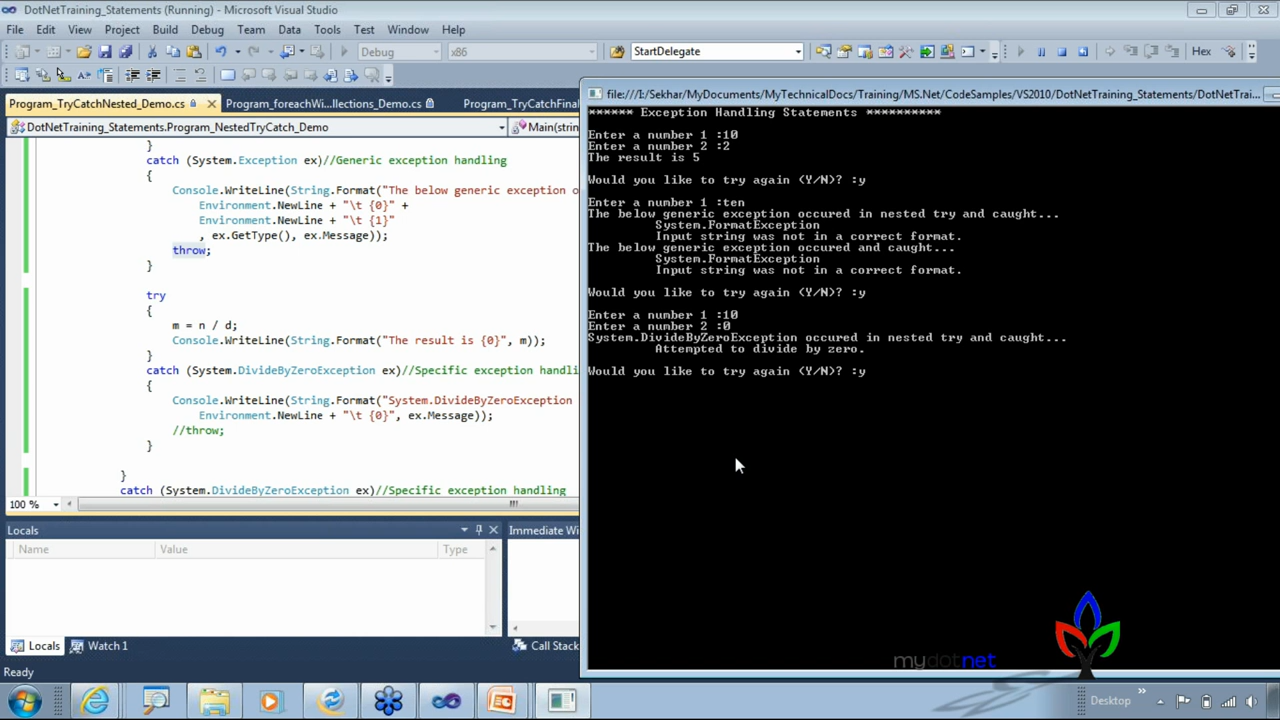 DotNetTraining_Statements (Running) - Microsoft Visual Studio
File Edit View Project Build Debug Team Data Tools Test Window Help
Debug x86 StartDelegate Hex
Program_TryCatchNested_Demo.cs Program_foreachWi...llections_Demo.cs Program_TryCatchFinal
DotNetTraining_Statements.Program_NestedTryCatch_Demo Main(strin
}
catch (System.Exception ex)//Generic exception handling
{
Console.WriteLine(String.Format("The below generic exception o
Environment.NewLine + "\t {0}" +
Environment.NewLine + "\t {1}"
, ex.GetType(), ex.Message));
throw;
}
try
{
m = n / d;
Console.WriteLine(String.Format("The result is {0}", m));
}
catch (System.DivideByZeroException ex)//Specific exception handli
{
Console.WriteLine(String.Format("System.DivideByZeroException
Environment.NewLine + "\t {0}", ex.Message));
//throw;
}
}
catch (System.DivideByZeroException ex)//Specific exception handling
100 %
Locals
Name Value Type
Immediate Wi
Locals Watch 1 Call Stack
Ready
file:///I:/Sekhar/MyDocuments/MyTechnicalDocs/Training/MS.Net/CodeSamples/VS2010/DotNetTraining_Statements/DotNetTrai...
****** Exception Handling Statements **********
Enter a number 1 :10
Enter a number 2 :2
The result is 5
Would you like to try again (Y/N)? :y
Enter a number 1 :ten
The below generic exception occured in nested try and caught...
System.FormatException
Input string was not in a correct format.
The below generic exception occured and caught...
System.FormatException
Input string was not in a correct format.
Would you like to try again (Y/N)? :y
Enter a number 1 :10
Enter a number 2 :0
System.DivideByZeroException occured in nested try and caught...
Attempted to divide by zero.
Would you like to try again (Y/N)? :y
mydotnet
Desktop